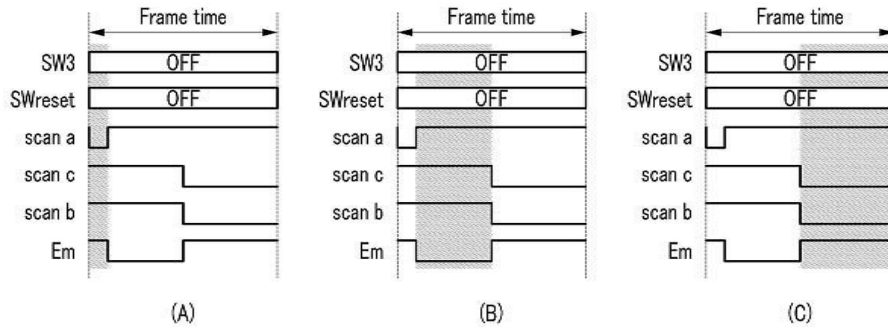 Frame time
SW3 OFF
SWreset OFF
scan a
scan c
scan b
Em
(A)
Frame time
SW3 OFF
SWreset OFF
scan a
scan c
scan b
Em
(B)
Frame time
SW3 OFF
SWreset OFF
scan a
scan c
scan b
Em
(C)